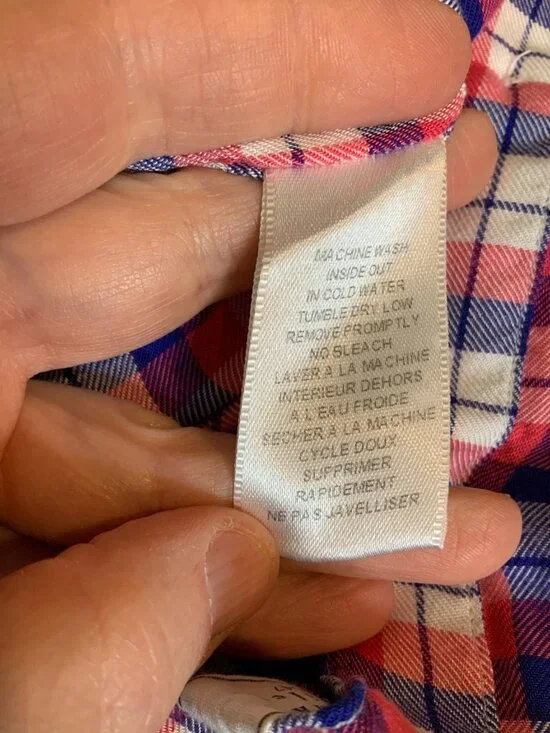 MACHINE WASH
INSIDE OUT
IN COLD WATER
TUMBLE DRY LOW
REMOVE PROMPTLY
NO BLEACH
LAVER A LA MACHINE
INTERIEUR DEHORS
A L'EAU FROIDE
SECHER A LA MACHINE
CYCLE DOUX
SUPPRIMER
RAPIDEMENT
NE PAS JAVELLISER